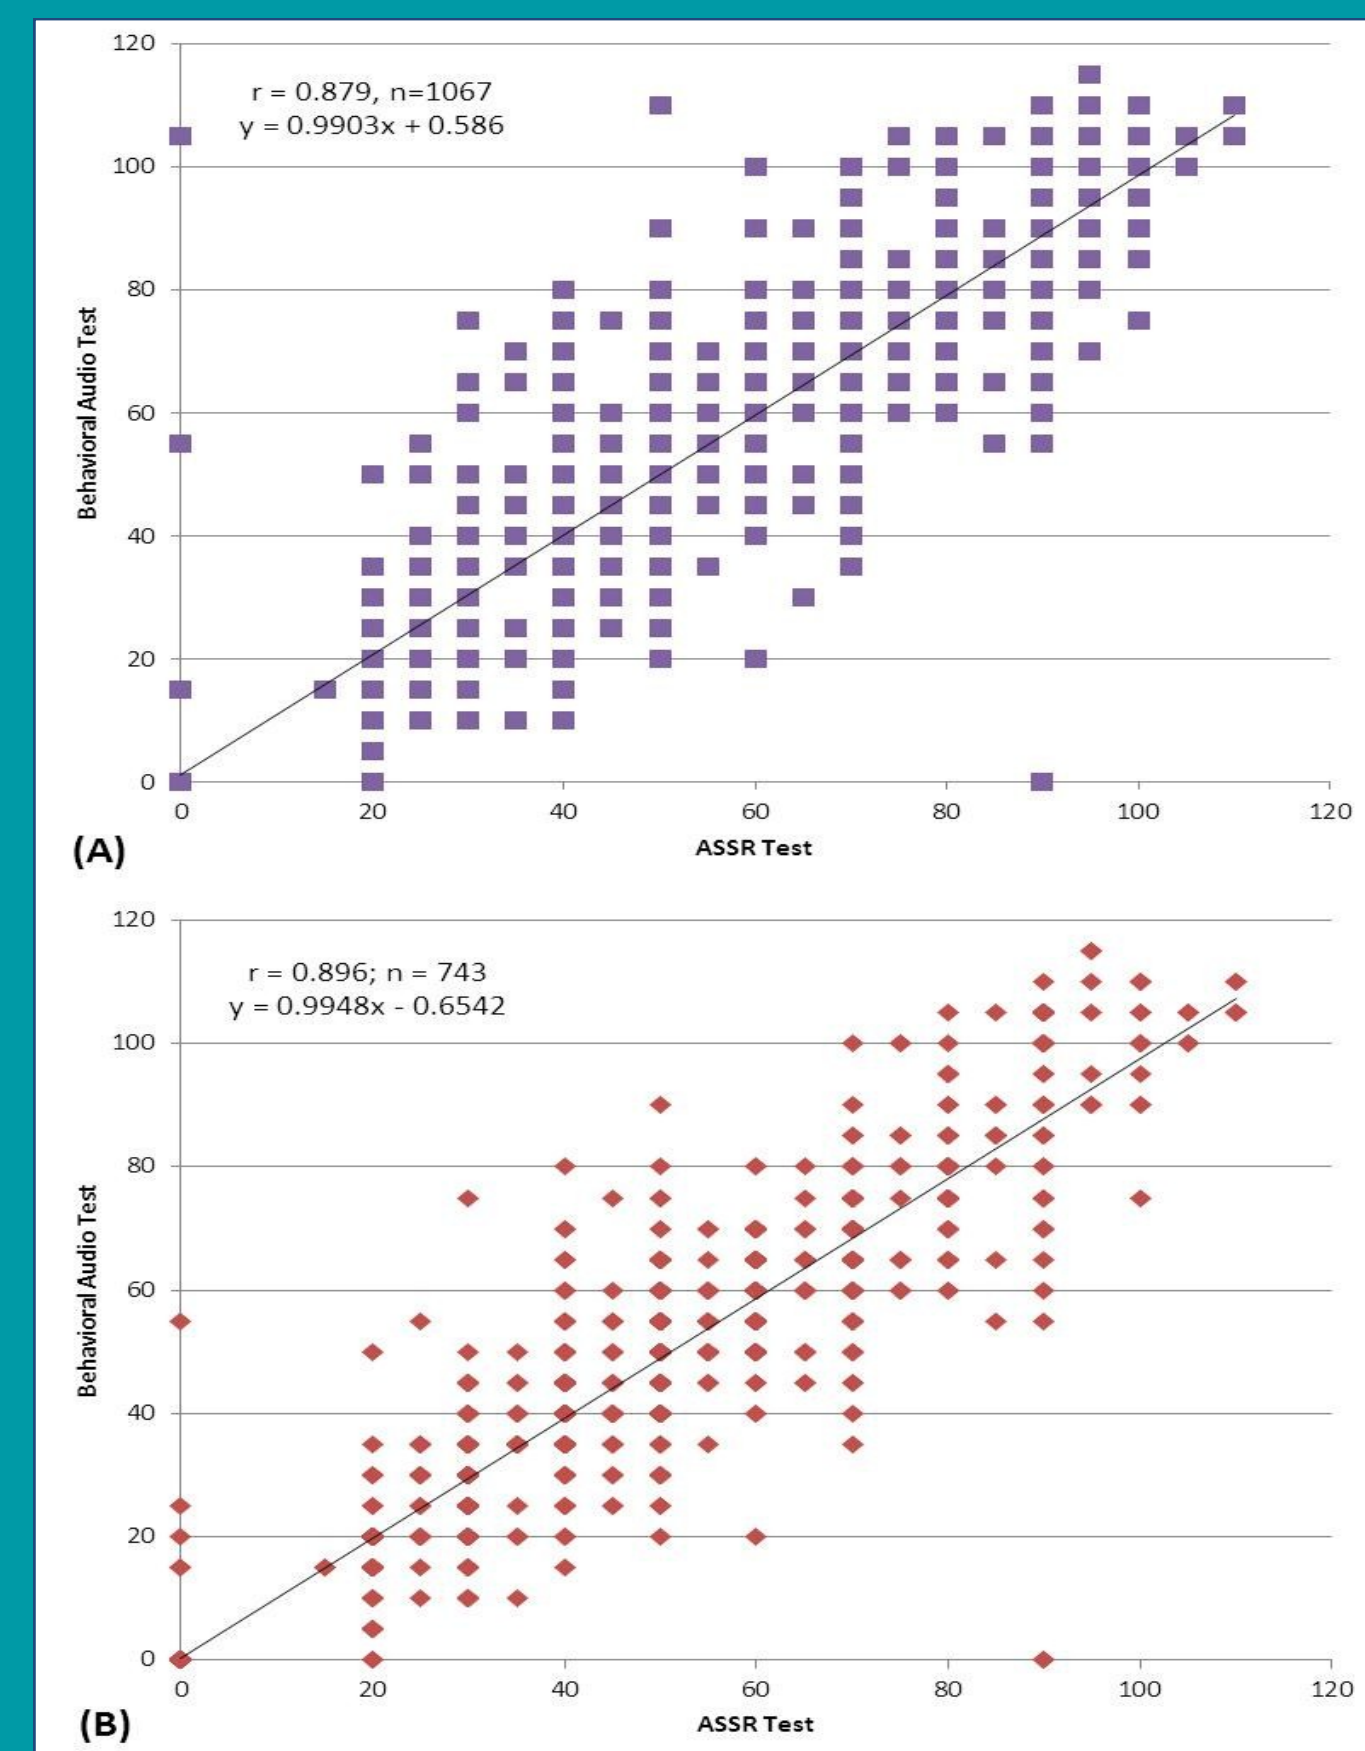 120
r = 0.879, n=1067
y = 0.9903x + 0.586
100
80
60
40
20
0
Behavioral Audio Test
0 20 40 60 80 100 120
ASSR Test
(A)
120
r = 0.896; n = 743
y = 0.9948x - 0.6542
100
80
60
40
20
0
Behavioral Audio Test
0 20 40 60 80 100 120
ASSR Test
(B)